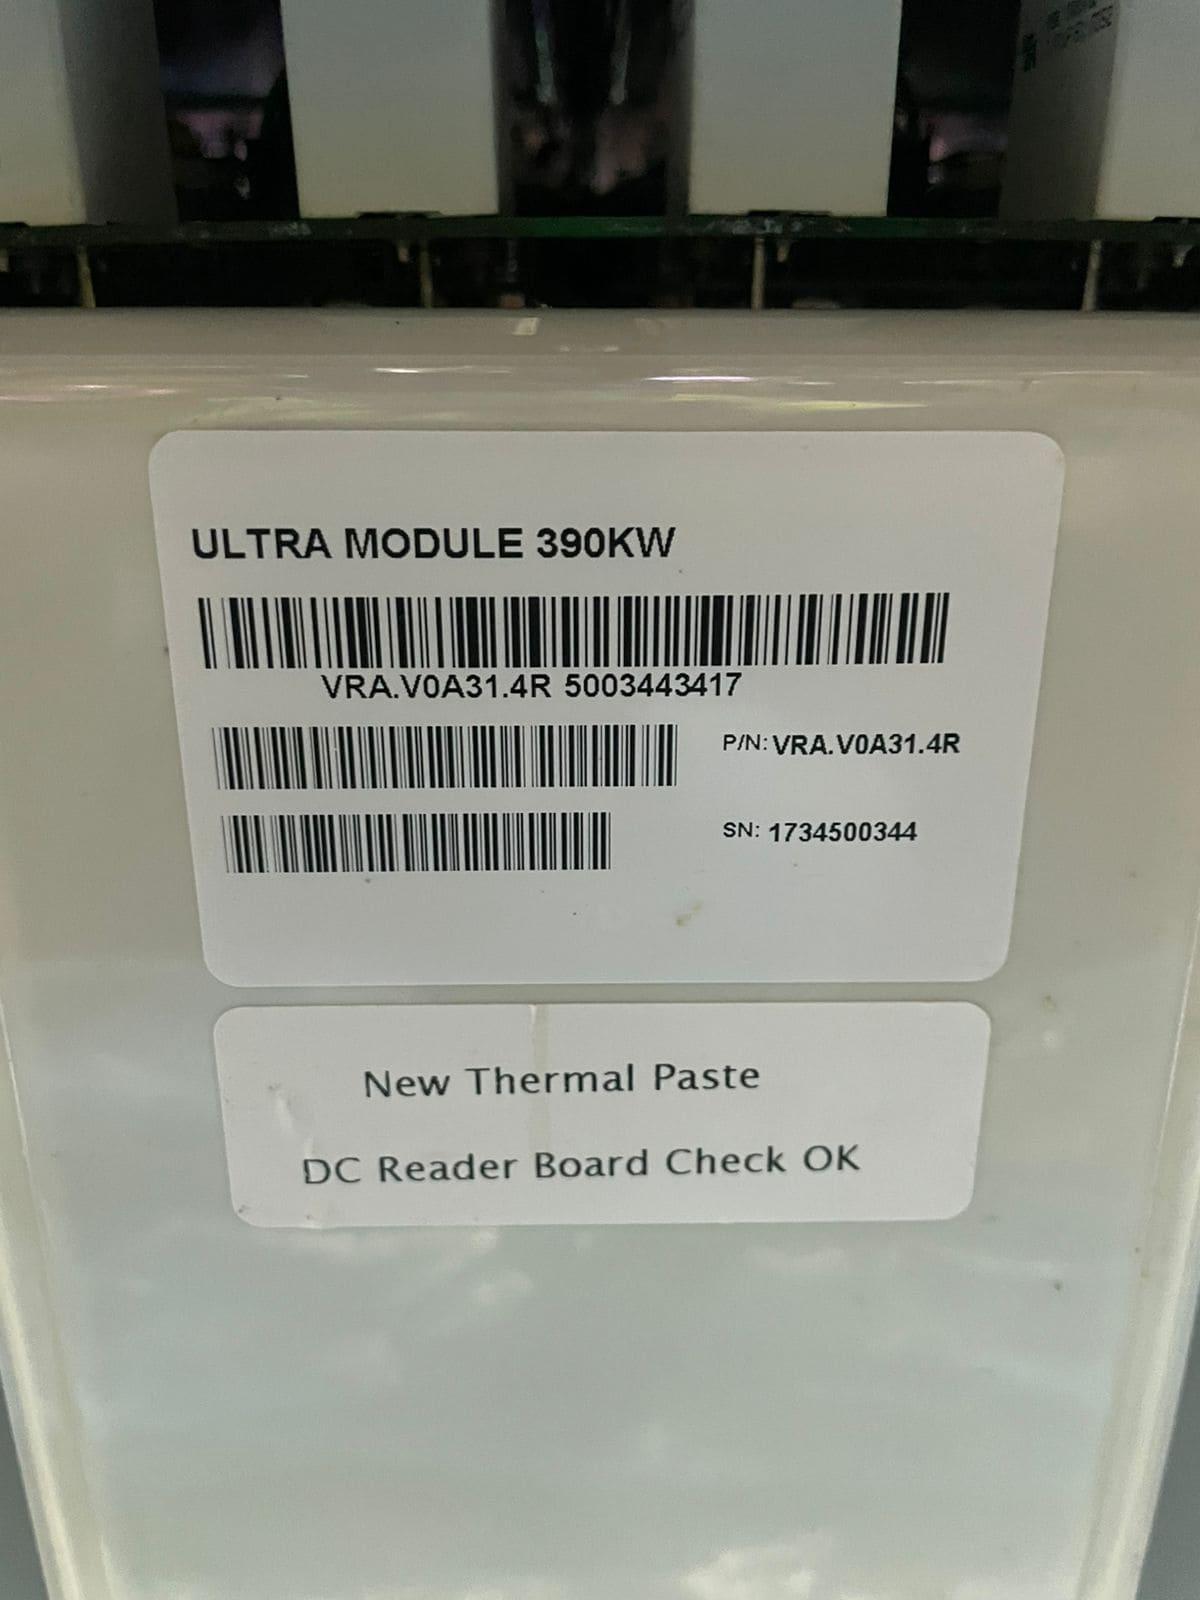 ULTRA MODULE 390KW
VRA.V0A31.4R 5003443417
P/N: VRA.V0A31.4R
SN: 1734500344
New Thermal Paste
DC Reader Board Check OK